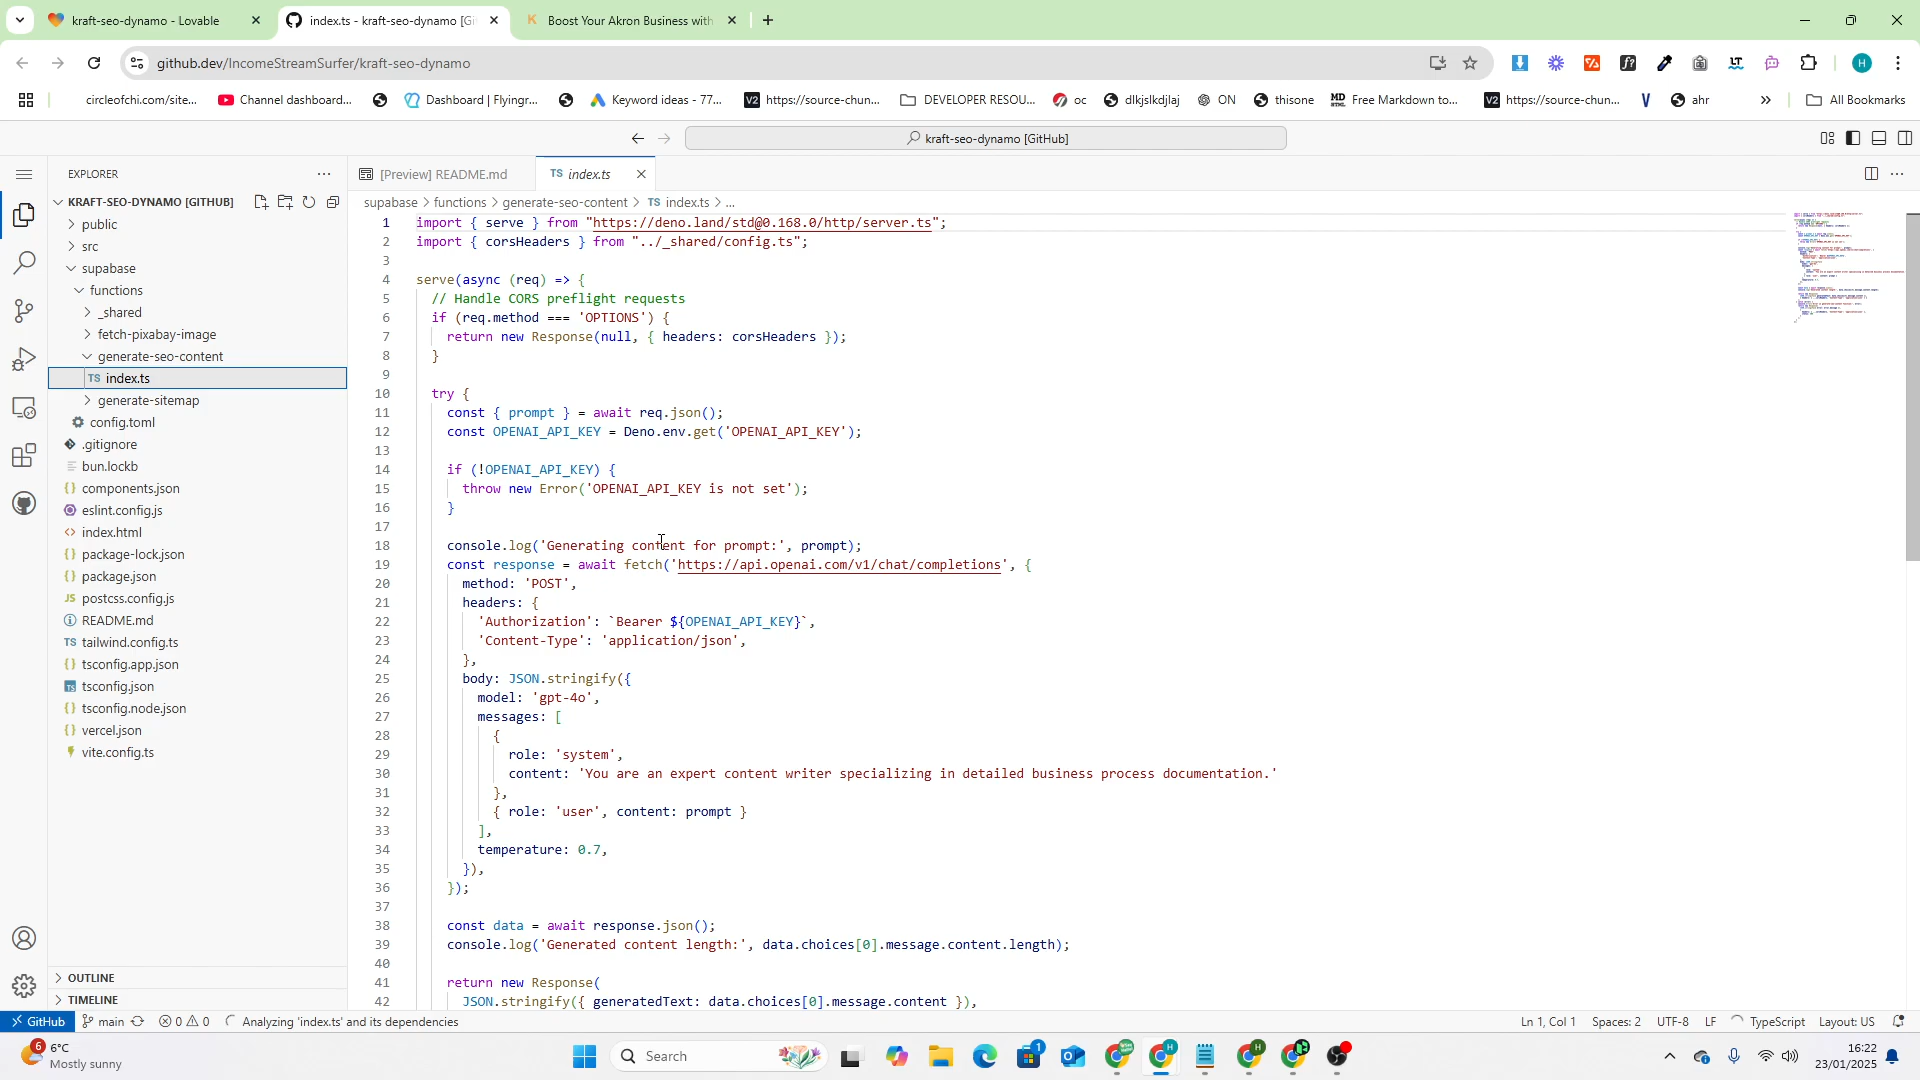 kraft-seo-dynamo - Lovable
index.ts - kraft-seo-dynamo [Gi
Boost Your Akron Business with
github.dev/IncomeStreamSurfer/kraft-seo-dynamo
H
circleofchi.com/site...
Channel dashboard...
Dashboard | Flyingr...
Keyword ideas - 77...
https://source-chun...
DEVELOPER RESOU...
oc
dlkjslkdjlaj
ON
thisone
Free Markdown to...
https://source-chun...
ahr
All Bookmarks
kraft-seo-dynamo [GitHub]
EXPLORER
[Preview] README.md
TS index.ts
KRAFT-SEO-DYNAMO [GITHUB]
supabase > functions > generate-seo-content > TS index.ts > ...
public
src
supabase
functions
_shared
fetch-pixabay-image
generate-seo-content
TS index.ts
generate-sitemap
config.toml
.gitignore
bun.lockb
components.json
eslint.config.js
index.html
package-lock.json
package.json
JS postcss.config.js
README.md
TS tailwind.config.ts
tsconfig.app.json
tsconfig.json
tsconfig.node.json
vercel.json
vite.config.ts
OUTLINE
TIMELINE
1 import { serve } from "https://deno.land/std@0.168.0/http/server.ts";
2 import { corsHeaders } from "../_shared/config.ts";
3
4 serve(async (req) => {
5 // Handle CORS preflight requests
6 if (req.method === 'OPTIONS') {
7 return new Response(null, { headers: corsHeaders });
8 }
9
10 try {
11 const { prompt } = await req.json();
12 const OPENAI_API_KEY = Deno.env.get('OPENAI_API_KEY');
13
14 if (!OPENAI_API_KEY) {
15 throw new Error('OPENAI_API_KEY is not set');
16 }
17
18 console.log('Generating content for prompt:', prompt);
19 const response = await fetch('https://api.openai.com/v1/chat/completions', {
20 method: 'POST',
21 headers: {
22 'Authorization': `Bearer ${OPENAI_API_KEY}`,
23 'Content-Type': 'application/json',
24 },
25 body: JSON.stringify({
26 model: 'gpt-4o',
27 messages: [
28 {
29 role: 'system',
30 content: 'You are an expert content writer specializing in detailed business process documentation.'
31 },
32 { role: 'user', content: prompt }
33 ],
34 temperature: 0.7,
35 }),
36 });
37
38 const data = await response.json();
39 console.log('Generated content length:', data.choices[0].message.content.length);
40
41 return new Response(
42 JSON.stringify({ generatedText: data.choices[0].message.content }),
GitHub main 0 0 Analyzing 'index.ts' and its dependencies
Ln 1, Col 1 Spaces: 2 UTF-8 LF TypeScript Layout: US
6 6°C
Mostly sunny
Search
1
16:22
23/01/2025